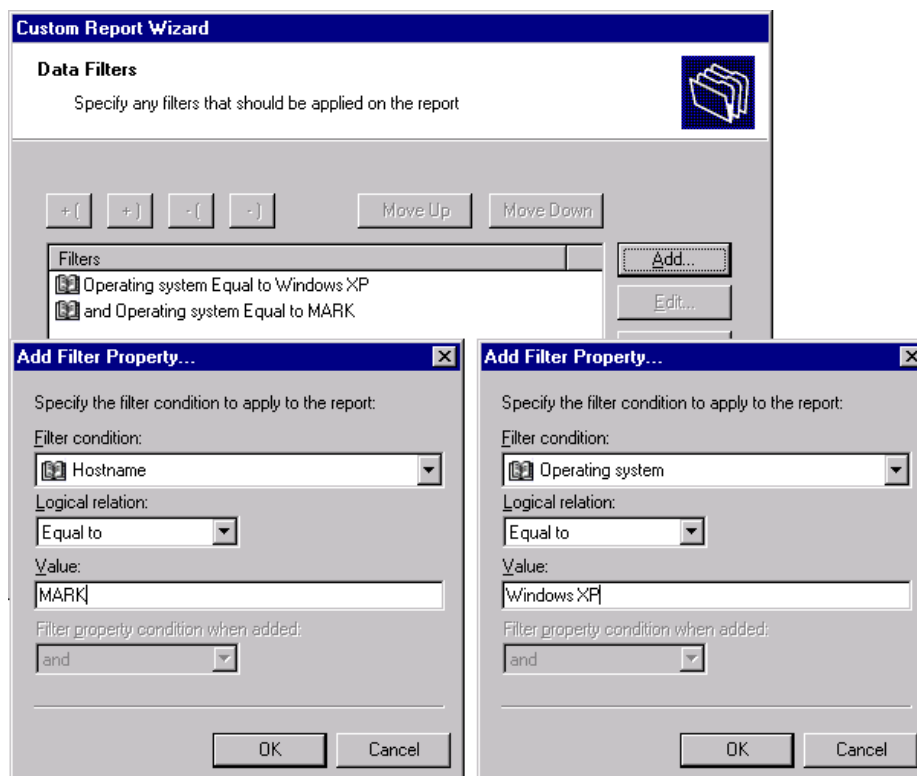 Custom Report Wizard
Data Filters
Specify any filters that should be applied on the report
+( +) -( -) Move Up Move Down
Filters
Add...
Operating system Equal to Windows XP
and Operating system Equal to MARK
Edit...
Add Filter Property...
Specify the filter condition to apply to the report:
Filter condition:
Hostname
Logical relation:
Equal to
Value:
MARK
Filter property condition when added:
and
OK Cancel
Add Filter Property...
Specify the filter condition to apply to the report:
Filter condition:
Operating system
Logical relation:
Equal to
Value:
Windows XP
Filter property condition when added:
and
OK Cancel